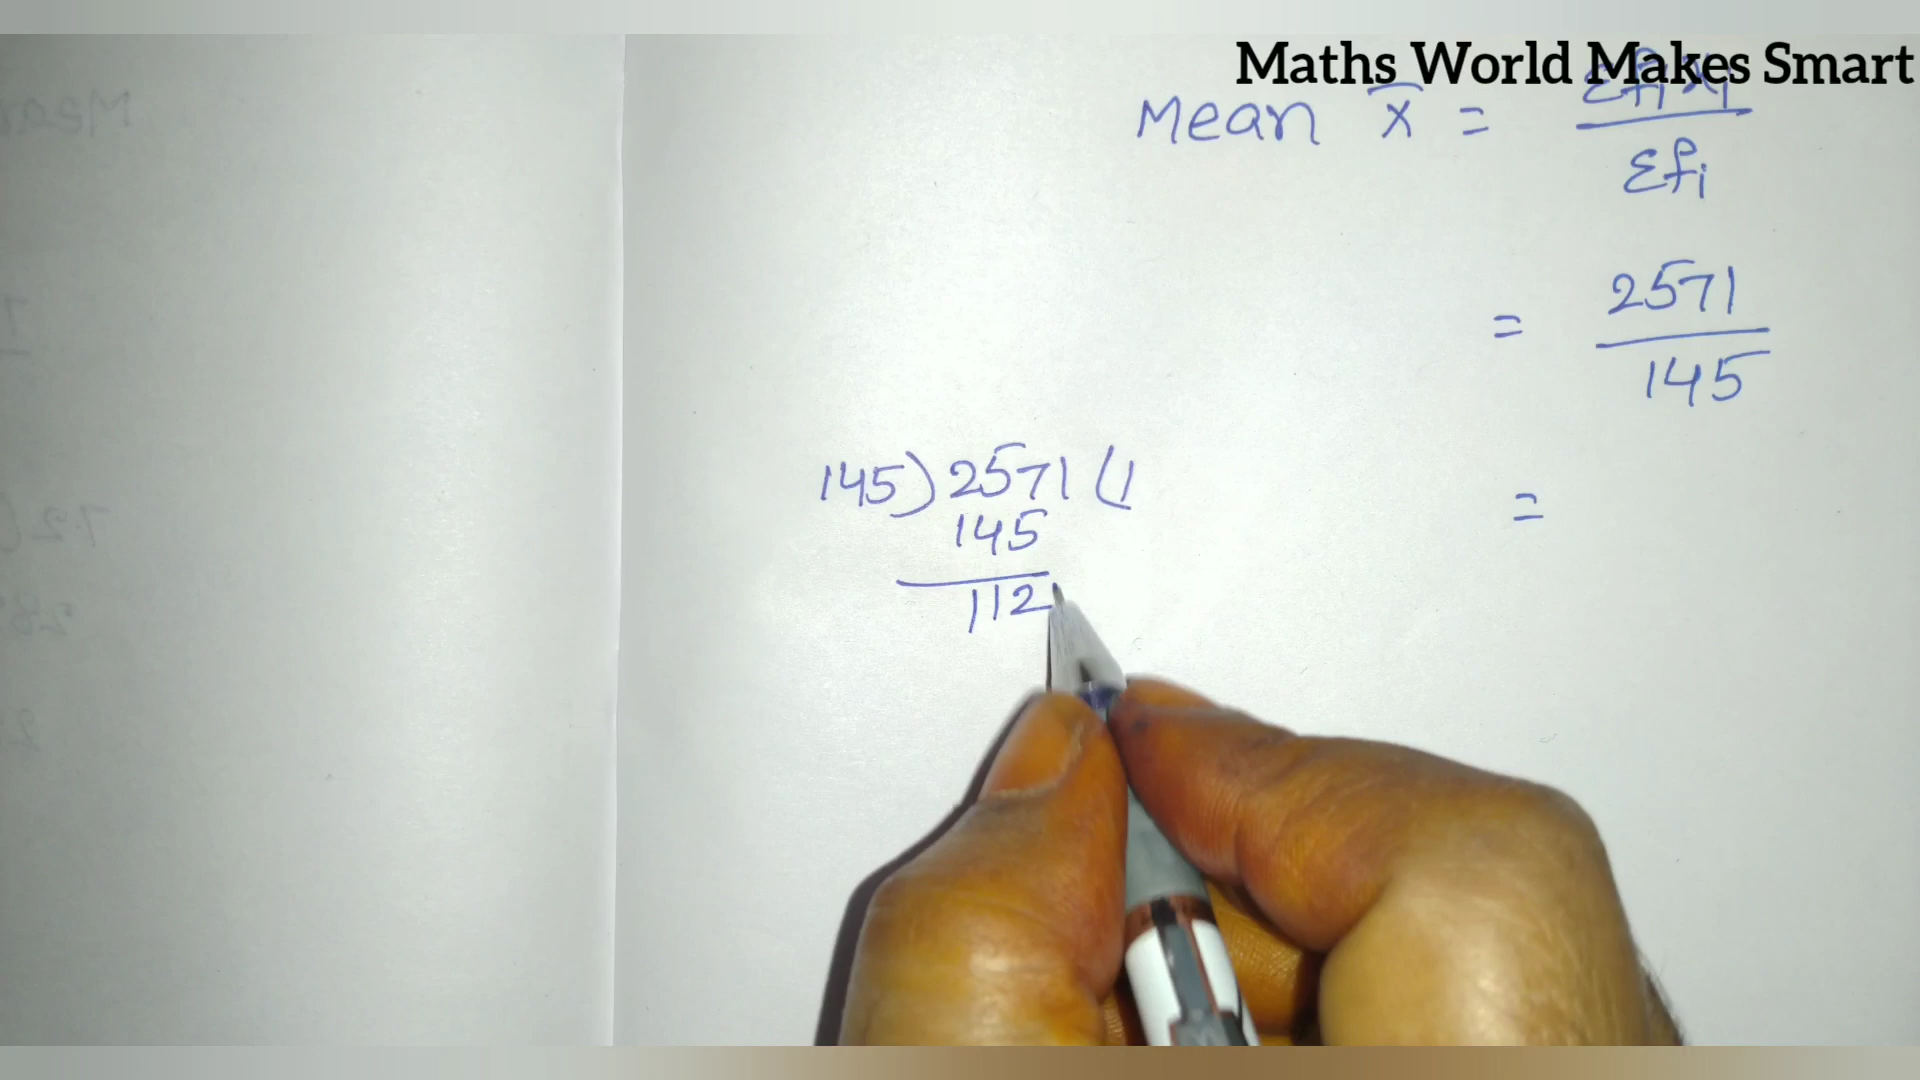 Maths World Makes Smart
Mean x̄ = Σfᵢxᵢ / Σfᵢ
= 2571 / 145
145) 2571 (1
145
112
=